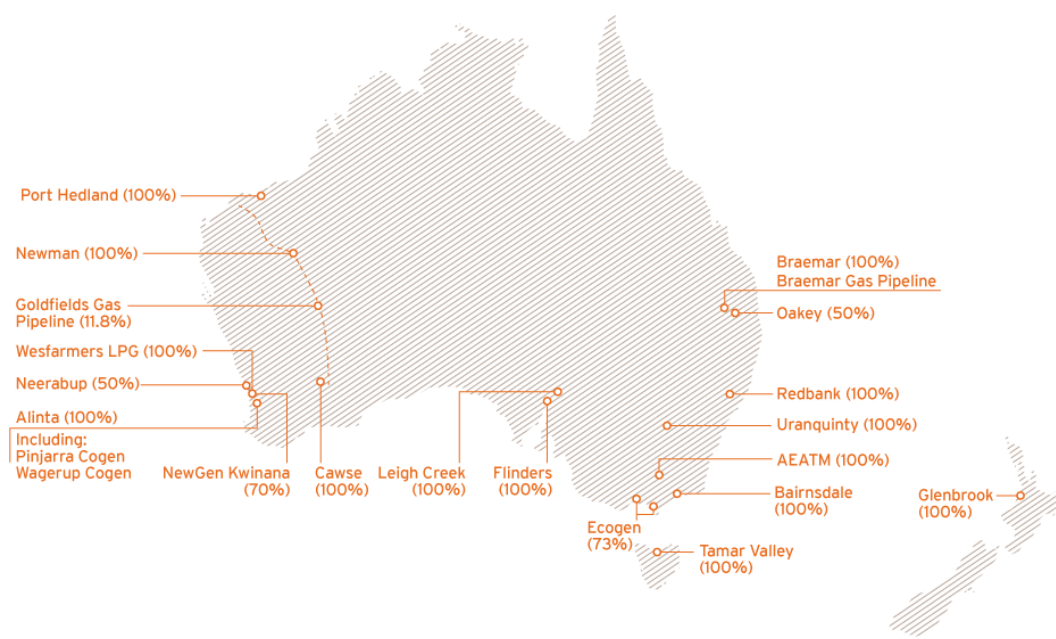 Port Hedland (100%)
Newman (100%)
Goldfields Gas
Pipeline (11.8%)
Wesfarmers LPG (100%)
Neerabup (50%)
Alinta (100%)
Including:
Pinjarra Cogen
Wagerup Cogen
NewGen Kwinana
(70%)
Cawse
(100%)
Leigh Creek
(100%)
Flinders
(100%)
Braemar (100%)
Braemar Gas Pipeline
Oakey (50%)
Redbank (100%)
Uranquinty (100%)
AEATM (100%)
Bairnsdale
(100%)
Ecogen
(73%)
Tamar Valley
(100%)
Glenbrook
(100%)